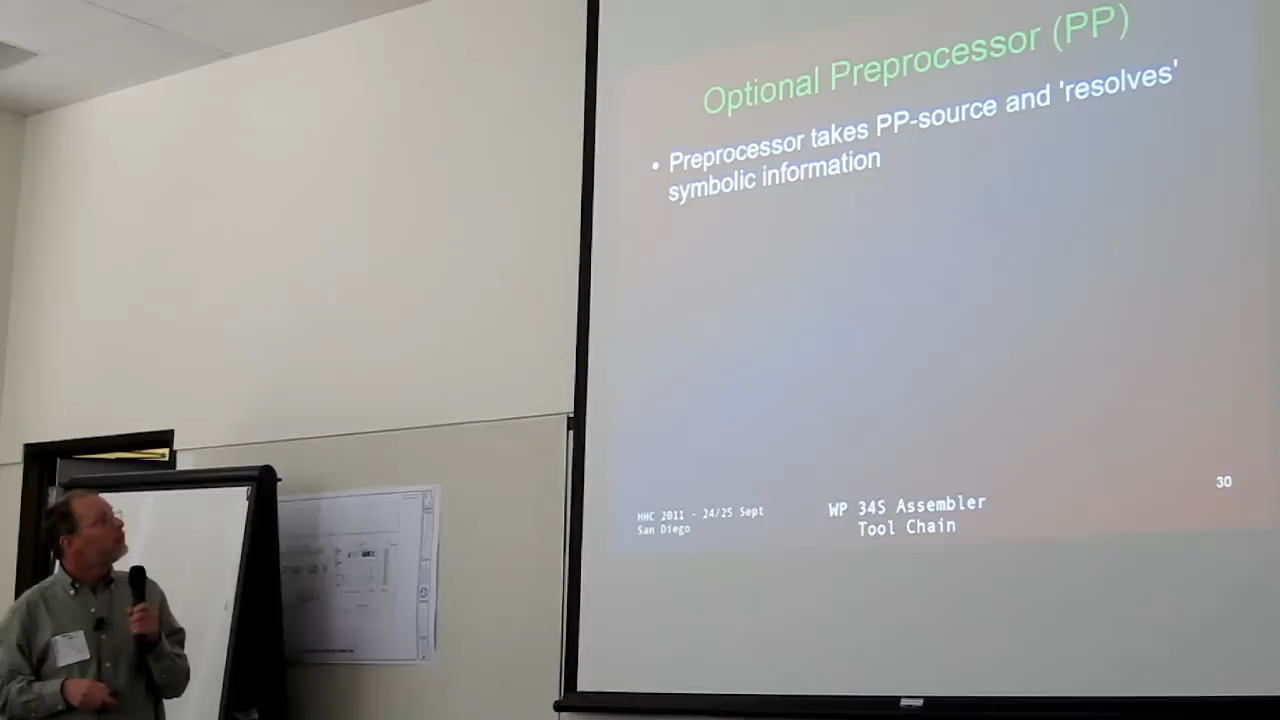 Optional Preprocessor (PP)
• Preprocessor takes PP-source and 'resolves'
symbolic information
HHC 2011 - 24/25 Sept
San Diego
WP 34S Assembler
Tool Chain
30